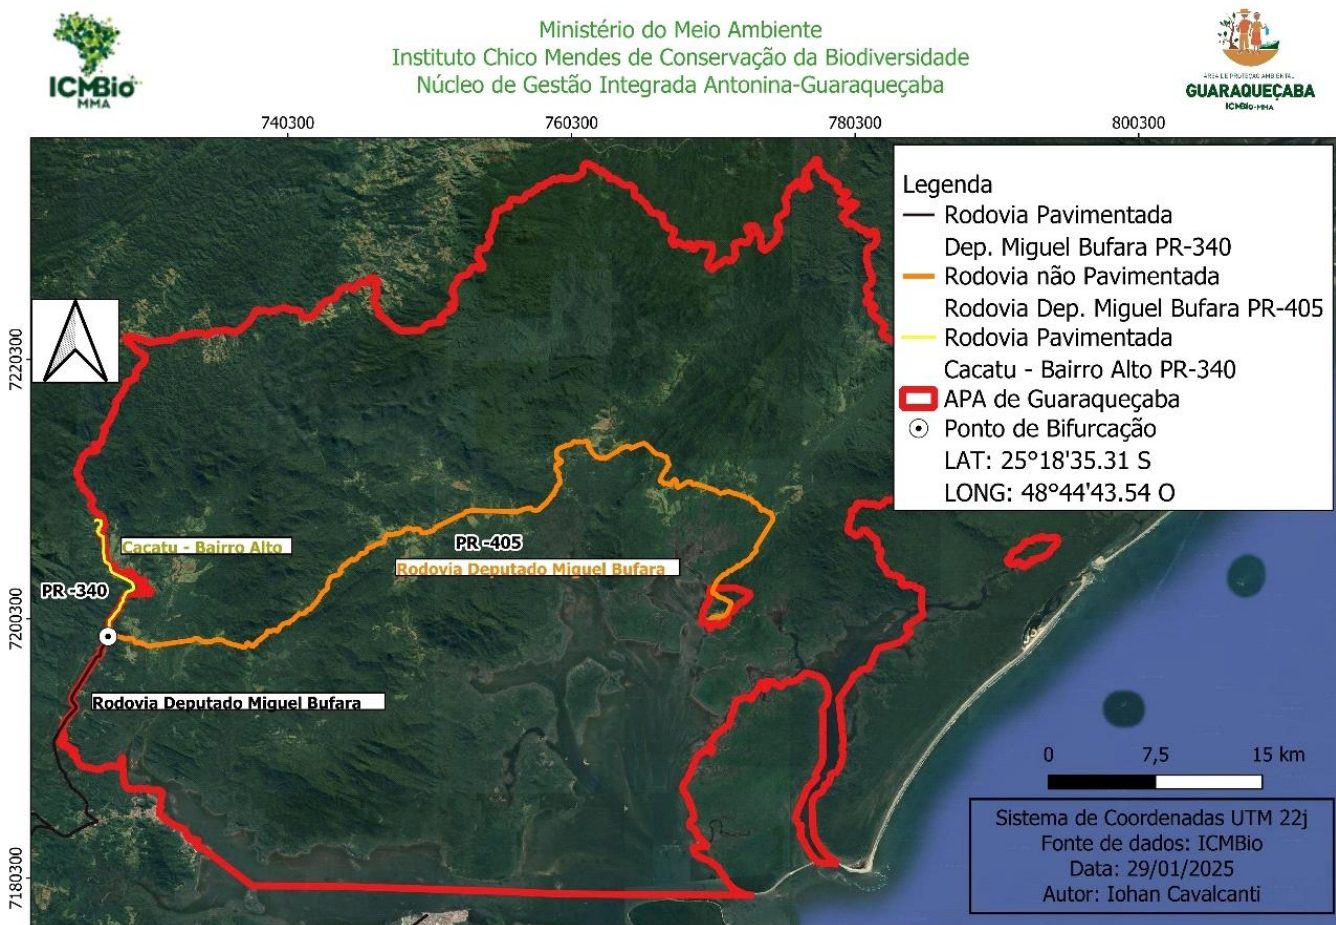 ICMBio
MMA
Ministério do Meio Ambiente
Instituto Chico Mendes de Conservação da Biodiversidade
Núcleo de Gestão Integrada Antonina-Guaraqueçaba
ÁREA DE PROTEÇÃO AMBIENTAL
GUARAQUEÇABA
ICMBio-MMA
740300
760300
780300
800300
7220300
7200300
7180300
Legenda
Rodovia Pavimentada
Dep. Miguel Bufara PR-340
Rodovia não Pavimentada
Rodovia Dep. Miguel Bufara PR-405
Rodovia Pavimentada
Cacatu - Bairro Alto PR-340
APA de Guaraqueçaba
Ponto de Bifurcação
LAT: 25°18'35.31 S
LONG: 48°44'43.54 O
Cacatu - Bairro Alto
PR -405
Rodovia Deputado Miguel Bufara
PR -340
Rodovia Deputado Miguel Bufara
0 7,5 15 km
Sistema de Coordenadas UTM 22j
Fonte de dados: ICMBio
Data: 29/01/2025
Autor: Iohan Cavalcanti